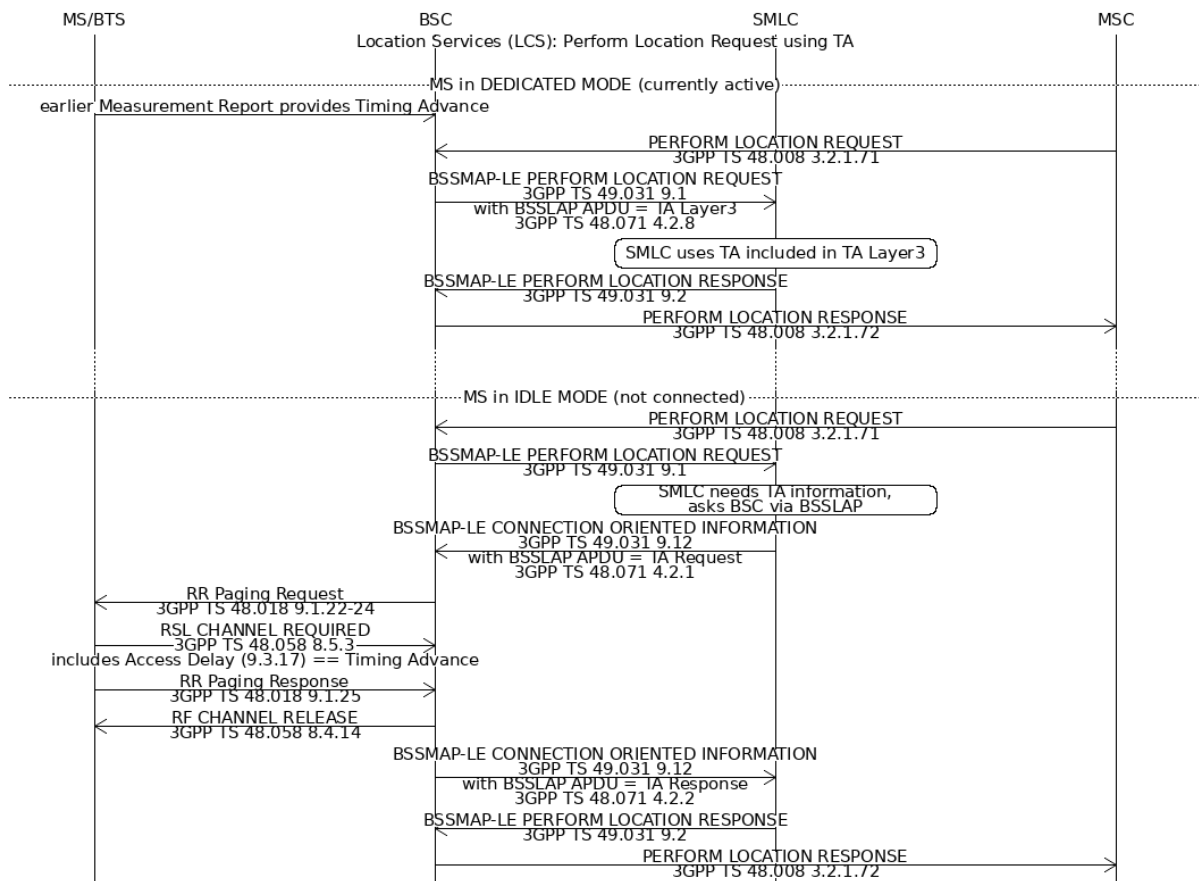 MS/BTS BSC SMLC MSC
Location Services (LCS): Perform Location Request using TA
MS in DEDICATED MODE (currently active)
earlier Measurement Report provides Timing Advance
PERFORM LOCATION REQUEST
3GPP TS 48.008 3.2.1.71
BSSMAP-LE PERFORM LOCATION REQUEST
3GPP TS 49.031 9.1
with BSSLAP APDU = TA Layer3
3GPP TS 48.071 4.2.8
SMLC uses TA included in TA Layer3
BSSMAP-LE PERFORM LOCATION RESPONSE
3GPP TS 49.031 9.2
PERFORM LOCATION RESPONSE
3GPP TS 48.008 3.2.1.72
MS in IDLE MODE (not connected)
PERFORM LOCATION REQUEST
3GPP TS 48.008 3.2.1.71
BSSMAP-LE PERFORM LOCATION REQUEST
3GPP TS 49.031 9.1
SMLC needs TA information,
asks BSC via BSSLAP
BSSMAP-LE CONNECTION ORIENTED INFORMATION
3GPP TS 49.031 9.12
with BSSLAP APDU = TA Request
3GPP TS 48.071 4.2.1
RR Paging Request
3GPP TS 48.018 9.1.22-24
RSL CHANNEL REQUIRED
3GPP TS 48.058 8.5.3
includes Access Delay (9.3.17) == Timing Advance
RR Paging Response
3GPP TS 48.018 9.1.25
RF CHANNEL RELEASE
3GPP TS 48.058 8.4.14
BSSMAP-LE CONNECTION ORIENTED INFORMATION
3GPP TS 49.031 9.12
with BSSLAP APDU = TA Response
3GPP TS 48.071 4.2.2
BSSMAP-LE PERFORM LOCATION RESPONSE
3GPP TS 49.031 9.2
PERFORM LOCATION RESPONSE
3GPP TS 48.008 3.2.1.72